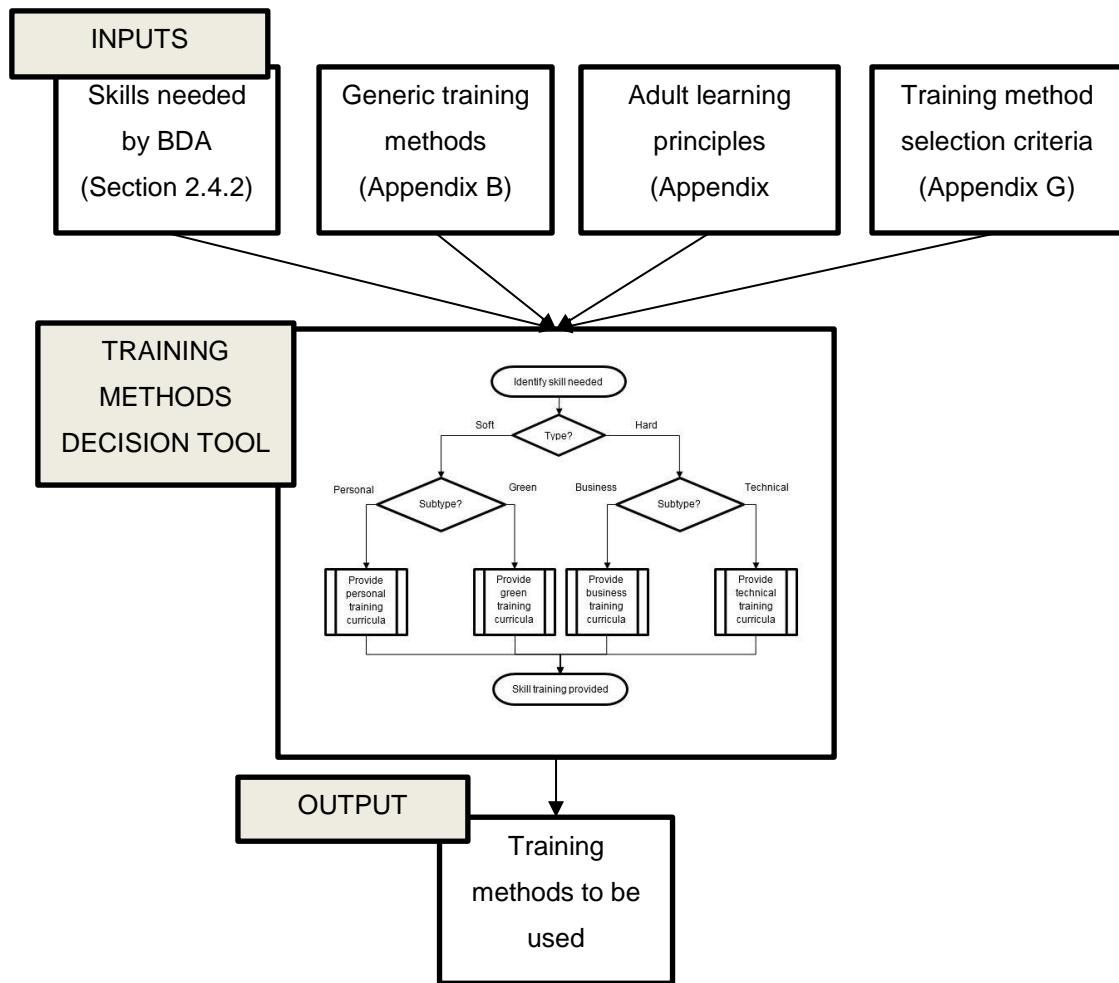 INPUTS
Skills needed
by BDA
(Section 2.4.2)
Generic training
methods
(Appendix B)
Adult learning
principles
(Appendix
Training method
selection criteria
(Appendix G)
TRAINING
METHODS
DECISION TOOL
Identify skill needed
Type?
Soft
Hard
Personal
Subtype?
Green
Business
Subtype?
Technical
Provide
personal
training
curricula
Provide
green
training
curricula
Provide
business
training
curricula
Provide
technical
training
curricula
Skill training provided
OUTPUT
Training
methods to be
used